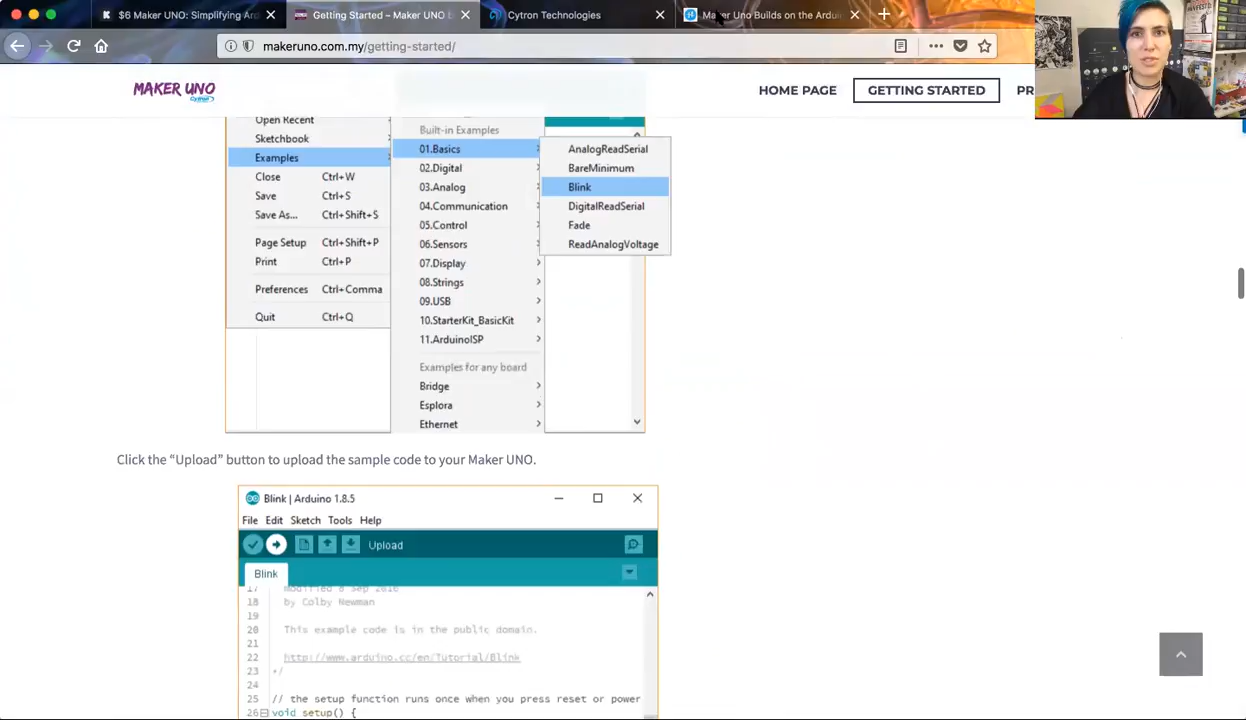 $6 Maker UNO: Simplifying Ar
Getting Started – Maker UNO b
Cytron Technologies
Maker Uno Builds on the Ardui
makeruno.com.my/getting-started/
MAKER UNO
Cytron
HOME PAGE
GETTING STARTED
PR
Open Recent
Sketchbook
Examples
Close Ctrl+W
Save Ctrl+S
Save As... Ctrl+Shift+S
Page Setup Ctrl+Shift+P
Print Ctrl+P
Preferences Ctrl+Comma
Quit Ctrl+Q
Built-in Examples
01.Basics
02.Digital
03.Analog
04.Communication
05.Control
06.Sensors
07.Display
08.Strings
09.USB
10.StarterKit_BasicKit
11.ArduinoISP
Examples for any board
Bridge
Esplora
Ethernet
AnalogReadSerial
BareMinimum
Blink
DigitalReadSerial
Fade
ReadAnalogVoltage
Click the “Upload” button to upload the sample code to your Maker UNO.
Blink | Arduino 1.8.5
File Edit Sketch Tools Help
Upload
Blink
17 modified 8 Sep 2016
18 by Colby Newman
19
20 This example code is in the public domain.
21
22 http://www.arduino.cc/en/Tutorial/Blink
23 */
24
25 // the setup function runs once when you press reset or power
26 void setup() {